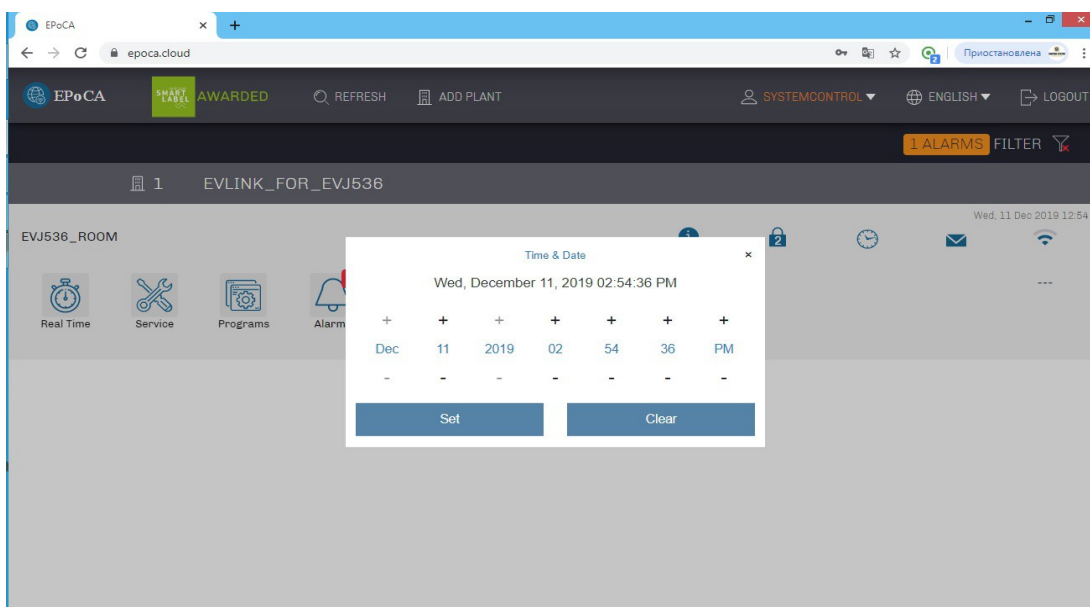 EPoCA
epoca.cloud
2
Приостановлена
EPoCA SMART LABEL AWARDED REFRESH ADD PLANT SYSTEMCONTROL ENGLISH LOGOUT
1 ALARMS FILTER
1 EVLINK_FOR_EVJ536
Wed, 11 Dec 2019 12:54
EVJ536_ROOM
2
Time & Date
Wed, December 11, 2019 02:54:36 PM
+ + + + + + +
Dec 11 2019 02 54 36 PM
- - - - - - -
Set Clear
Real Time Service Programs Alarm
---
--